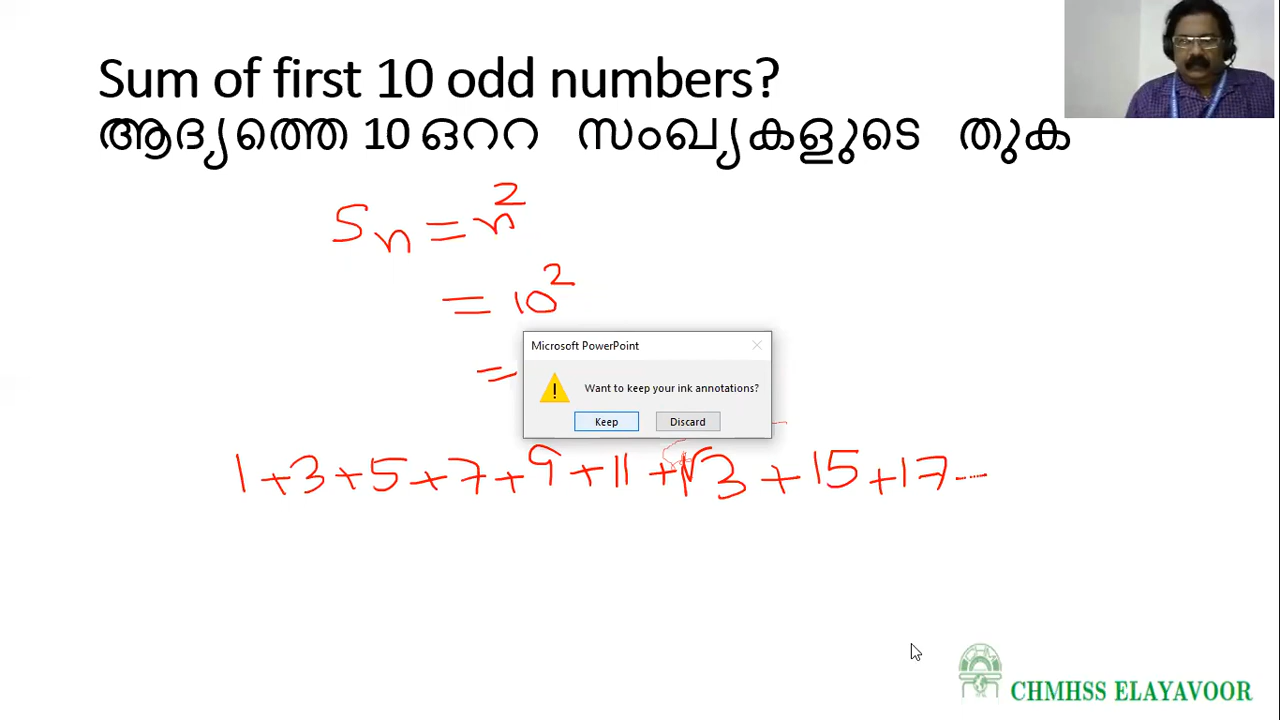 Sum of first 10 odd numbers?
ആദ്യത്തെ 10 ഒററ സംഖ്യകളുടെ തുക
Sn = n²
= 10²
=
Microsoft PowerPoint
Want to keep your ink annotations?
Keep Discard
1+3+5+7+9+11+13+15+17....
CHMHSS ELAYAVOOR